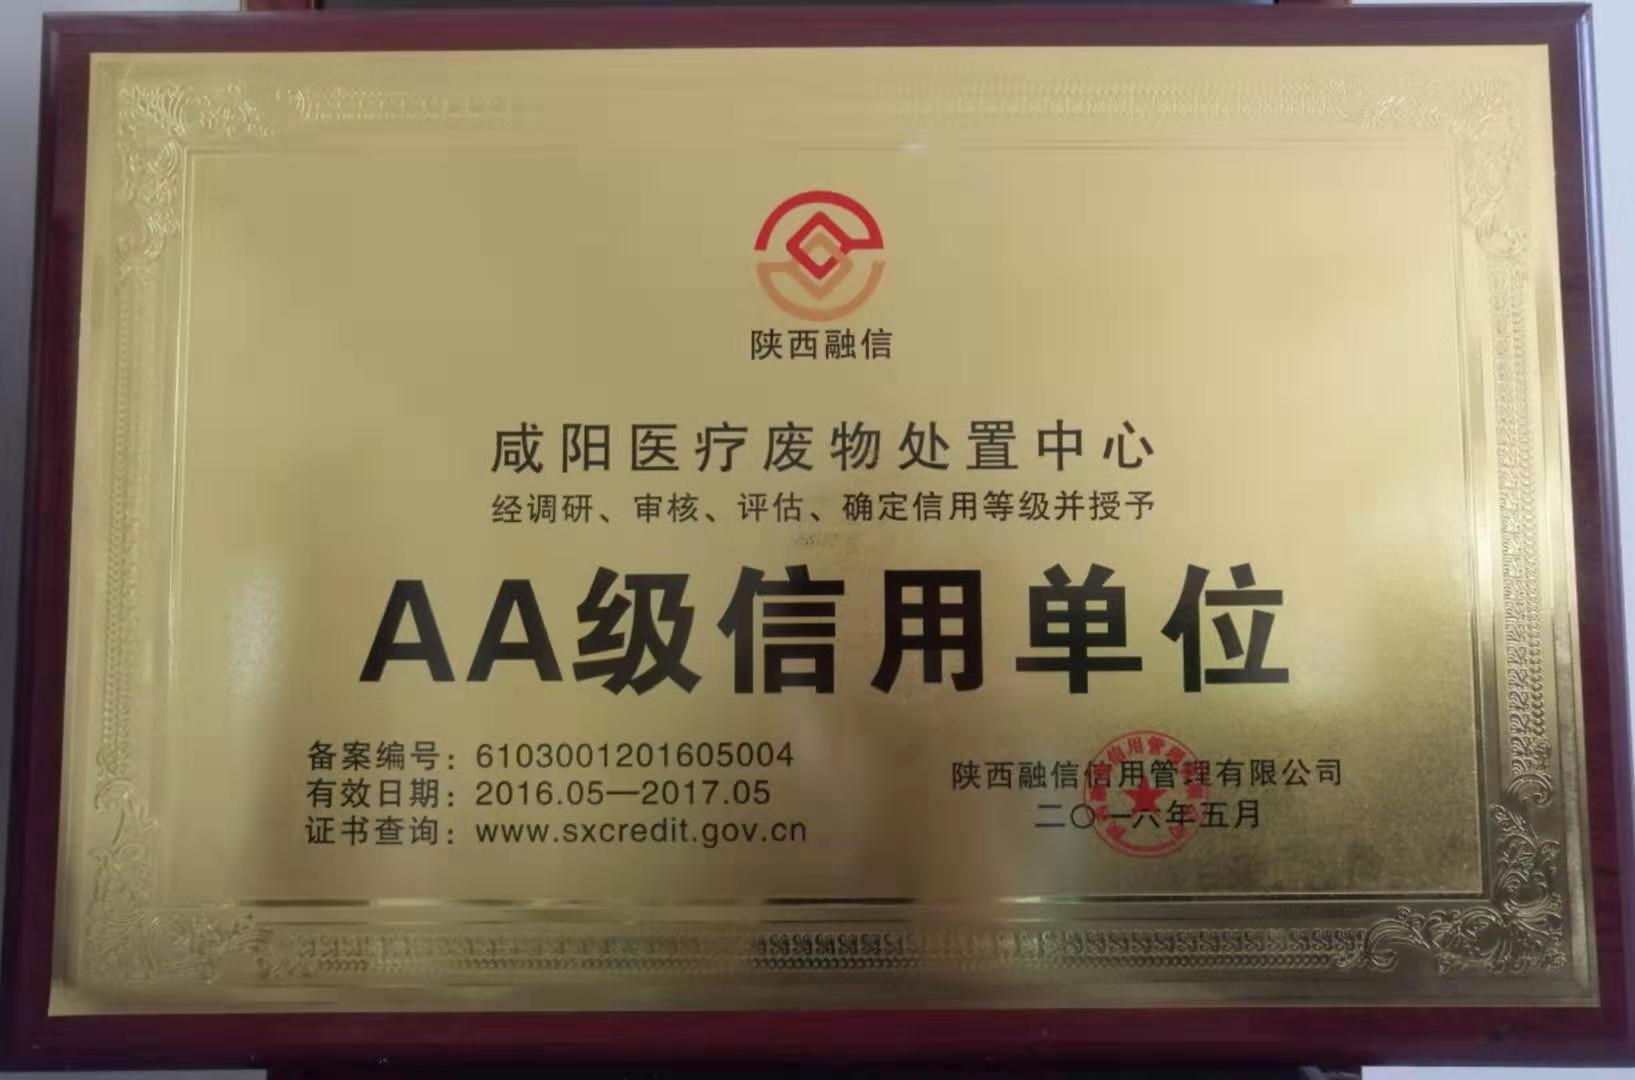 陕西融信
咸阳医疗废物处置中心
经调研、审核、评估、确定信用等级并授予
AA级信用单位
备案编号：6103001201605004
有效日期：2016.05—2017.05
证书查询：www.sxcredit.gov.cn
陕西融信信用管理有限公司
二〇一六年五月